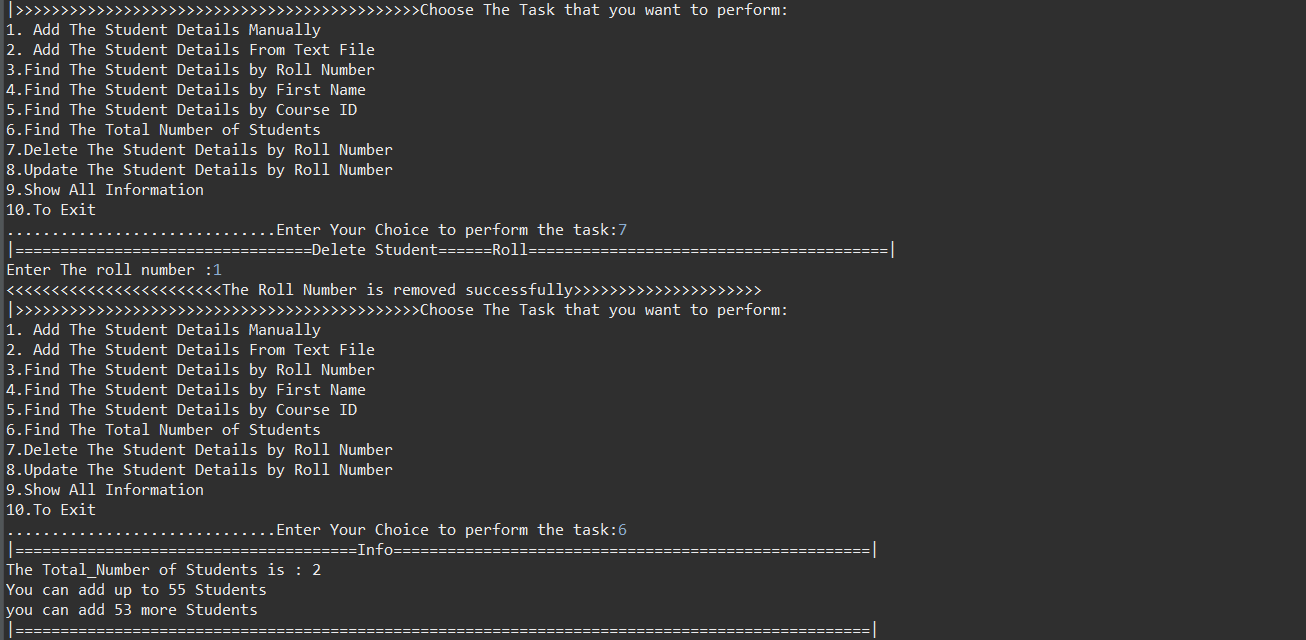 |>>>>>>>>>>>>>>>>>>>>>>>>>>>>>>>>>>>>>>>>>>>>>Choose The Task that you want to perform:
1. Add The Student Details Manually
2. Add The Student Details From Text File
3.Find The Student Details by Roll Number
4.Find The Student Details by First Name
5.Find The Student Details by Course ID
6.Find The Total Number of Students
7.Delete The Student Details by Roll Number
8.Update The Student Details by Roll Number
9.Show All Information
10.To Exit
..............................Enter Your Choice to perform the task:7
|=================================Delete Student======Roll========================================|
Enter The roll number :1
<<<<<<<<<<<<<<<<<<<<<<<<The Roll Number is removed successfully>>>>>>>>>>>>>>>>>>>>>
|>>>>>>>>>>>>>>>>>>>>>>>>>>>>>>>>>>>>>>>>>>>>>Choose The Task that you want to perform:
1. Add The Student Details Manually
2. Add The Student Details From Text File
3.Find The Student Details by Roll Number
4.Find The Student Details by First Name
5.Find The Student Details by Course ID
6.Find The Total Number of Students
7.Delete The Student Details by Roll Number
8.Update The Student Details by Roll Number
9.Show All Information
10.To Exit
..............................Enter Your Choice to perform the task:6
|======================================Info=====================================================|
The Total_Number of Students is : 2
You can add up to 55 Students
you can add 53 more Students
|===============================================================================================|